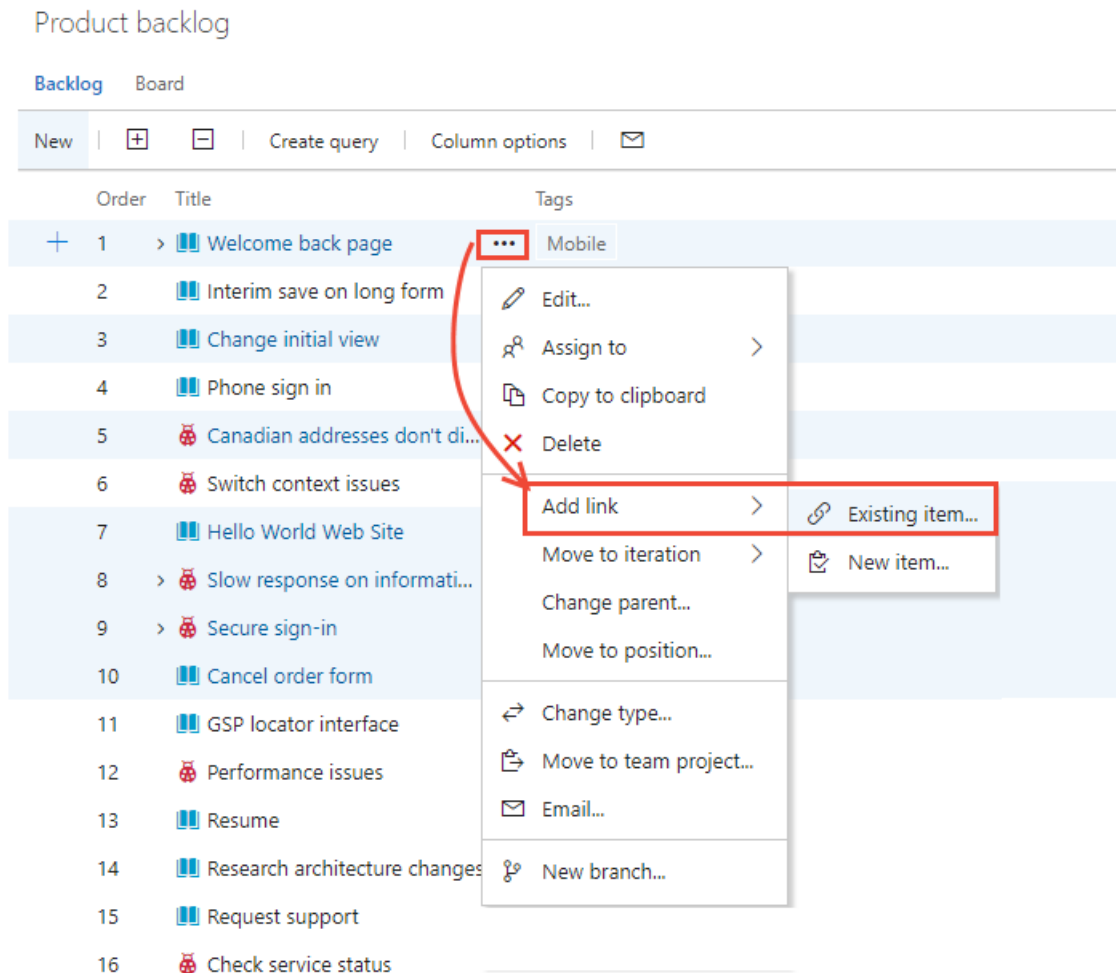 Product backlog
Backlog Board
New Create query Column options
Order Title Tags
1 Welcome back page ••• Mobile
2 Interim save on long form
Edit...
3 Change initial view
Assign to
4 Phone sign in
Copy to clipboard
5 Canadian addresses don't di...
Delete
6 Switch context issues
Add link
Existing item...
7 Hello World Web Site
Move to iteration
New item...
8 Slow response on informati...
Change parent...
9 Secure sign-in
Move to position...
10 Cancel order form
Change type...
11 GSP locator interface
Move to team project...
12 Performance issues
Email...
13 Resume
14 Research architecture changes
New branch...
15 Request support
16 Check service status